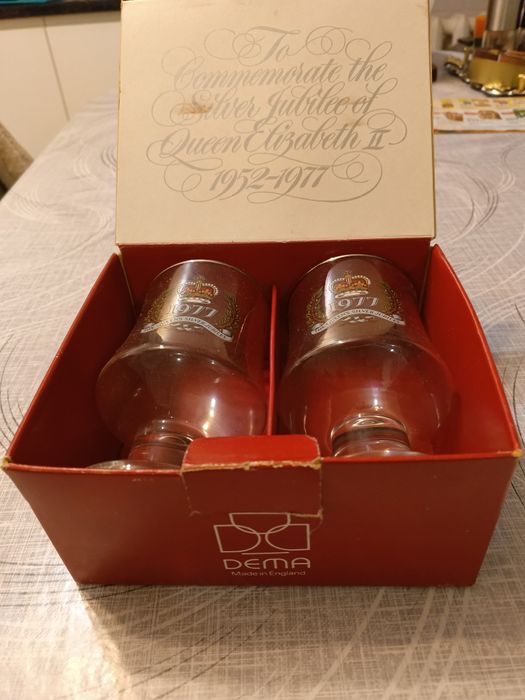 To
Commemorate the
Silver Jubilee of
Queen Elizabeth II
1952-1977
1977
1977
DEMA
Made in England